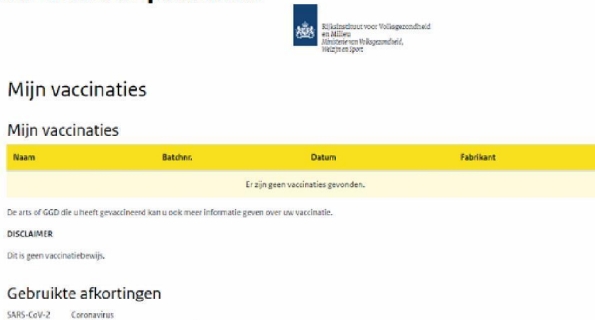 Rijksinstituut voor Volksgezondheid
en Milieu
Ministerie van Volksgezondheid,
Welzijn en Sport
Mijn vaccinaties
Mijn vaccinaties
Naam Batchnr. Datum Fabrikant
Er zijn geen vaccinaties gevonden.
De arts of GGD die u heeft gevaccineerd kan u ook meer informatie geven over uw vaccinatie.
DISCLAIMER
Dit is geen vaccinatiebewijs.
Gebruikte afkortingen
SARS-CoV-2 Coronavirus